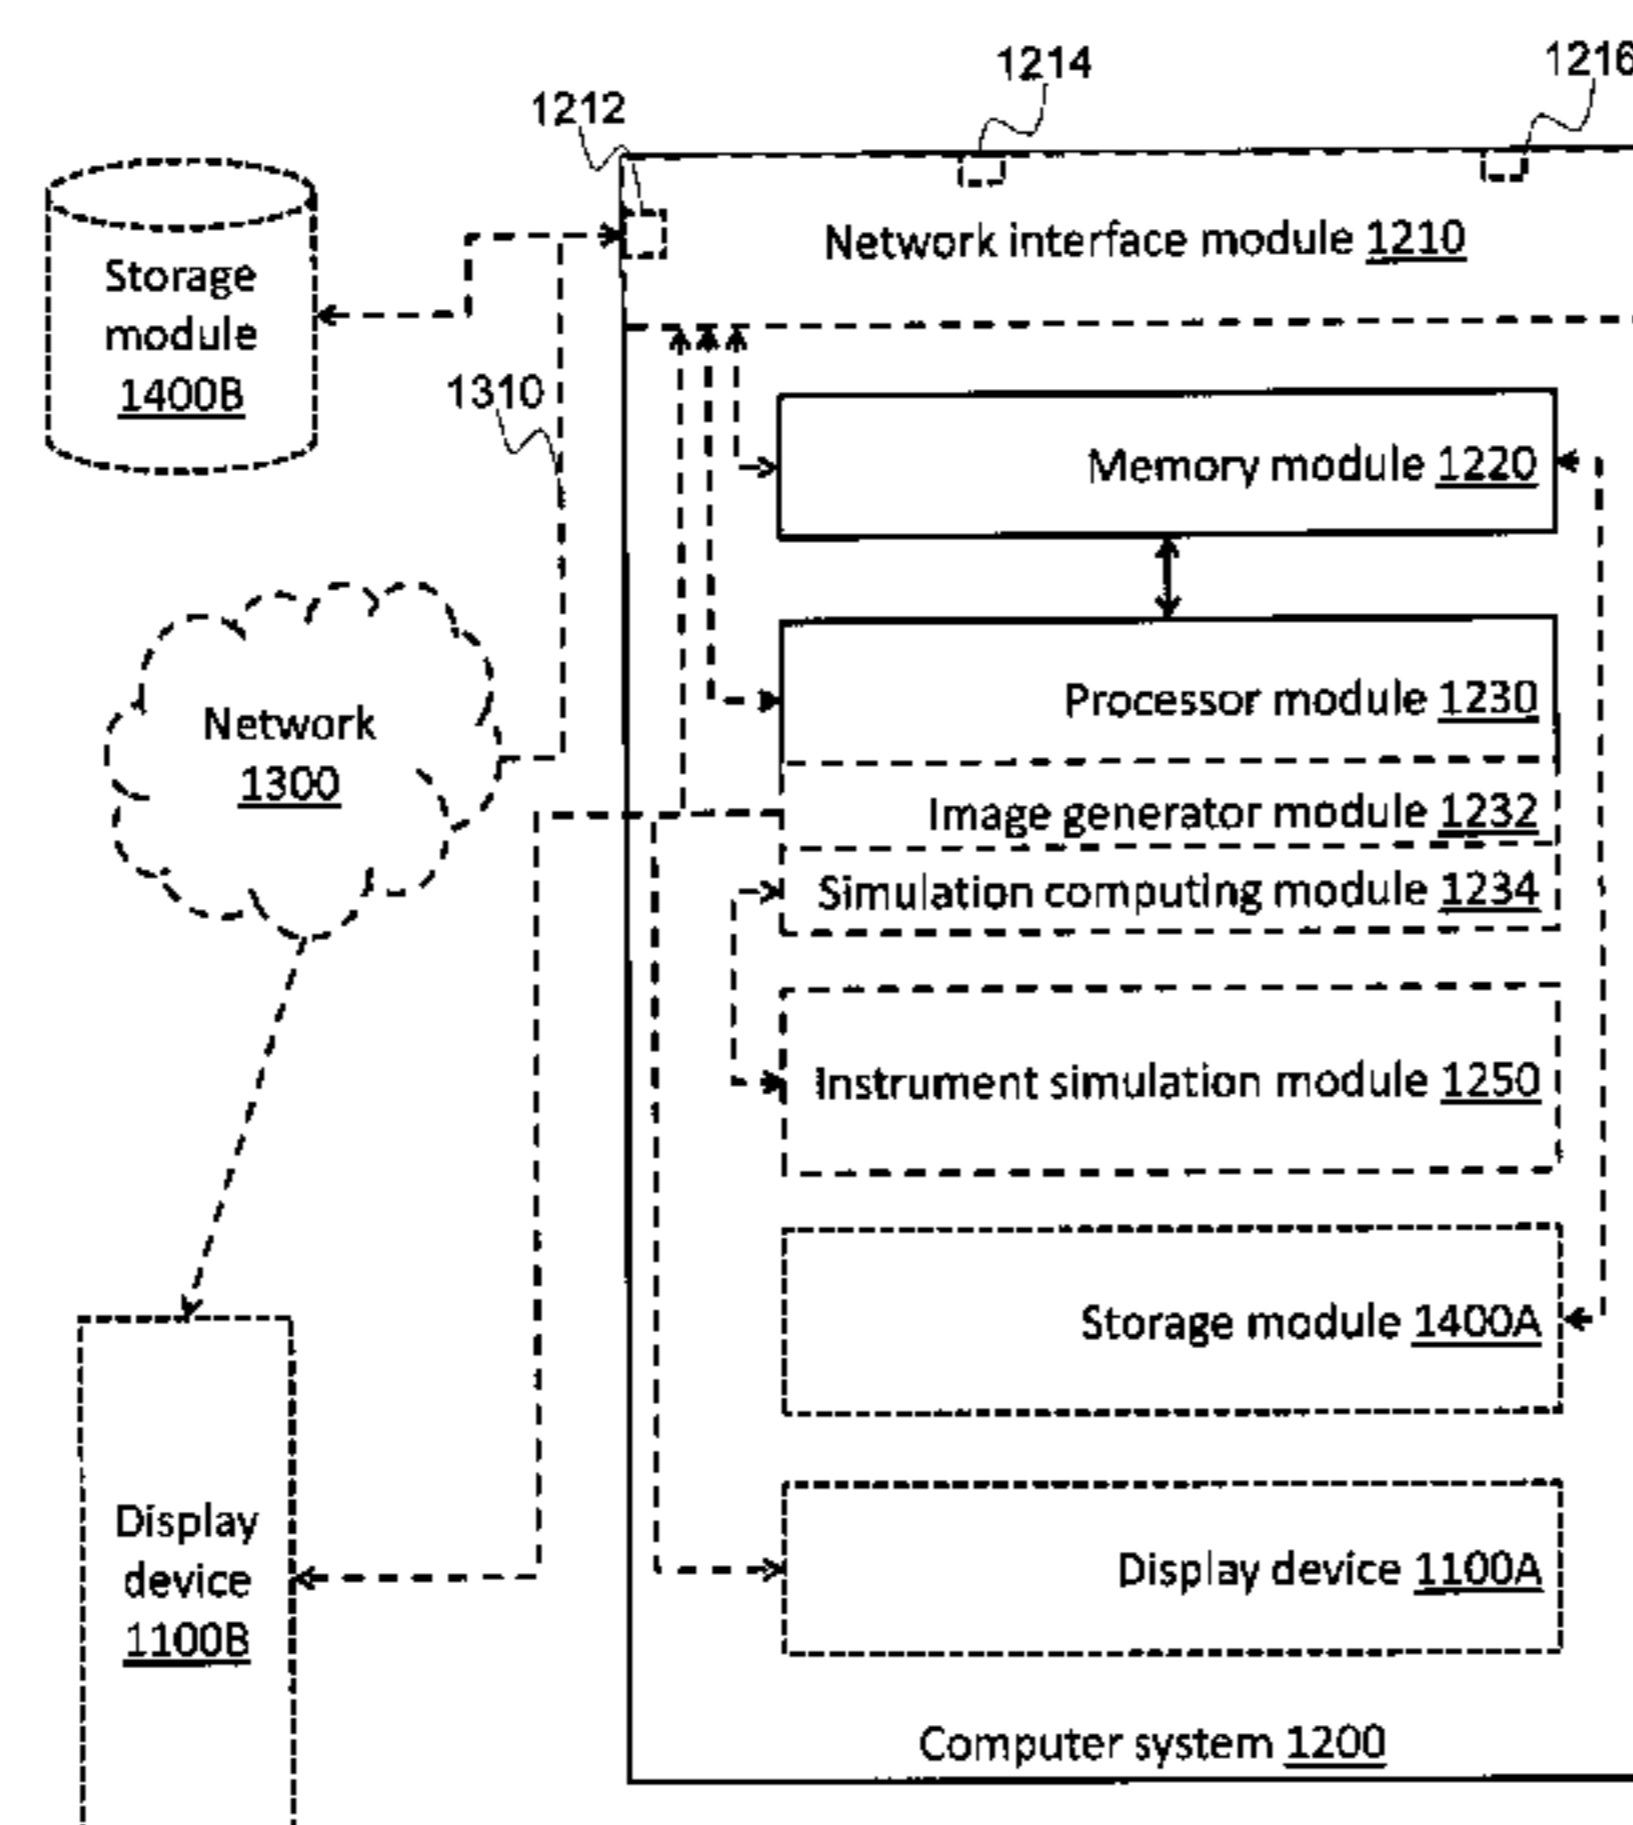 1214
1216
1212
Network interface module 1210
Storage
module
1400B
1310
Memory module 1220
Processor module 1230
Network
1300
Image generator module 1232
Simulation computing module 1234
Instrument simulation module 1250
Storage module 1400A
Display
device
1100B
Display device 1100A
Computer system 1200